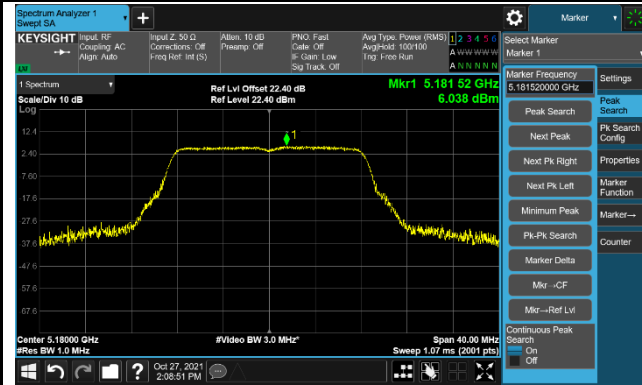 Spectrum Analyzer 1
Swept SA
+
Marker
KEYSIGHT Input: RF Input Z: 50 Ω Atten: 10 dB PNO: Fast Avg Type: Power (RMS) 1 2 3 4 5 6
Coupling: AC Corrections: Off Preamp: Off Gate: Off Avg|Hold: 100/100 A W W W W W
Align: Auto Freq Ref: Int (S) IF Gain: Low Trig: Free Run
Sig Track: Off A N N N N N
Select Marker
Marker 1
1 Spectrum
Scale/Div 10 dB
Log
Ref Lvl Offset 22.40 dB
Ref Level 22.40 dBm
Mkr1 5.181 52 GHz
6.038 dBm
1
12.4
2.40
-7.60
-17.6
-27.6
-37.6
-47.6
-57.6
-67.6
Center 5.18000 GHz #Video BW 3.0 MHz* Span 40.00 MHz
#Res BW 1.0 MHz Sweep 1.07 ms (2001 pts)
Marker Frequency
5.181520000 GHz
Peak Search
Next Peak
Next Pk Right
Next Pk Left
Minimum Peak
Pk-Pk Search
Marker Delta
Mkr→CF
Mkr→Ref Lvl
Continuous Peak
Search
On
Off
Settings
Peak
Search
Pk Search
Config
Properties
Marker
Function
Marker→
Counter
?
Oct 27, 2021
2:08:51 PM